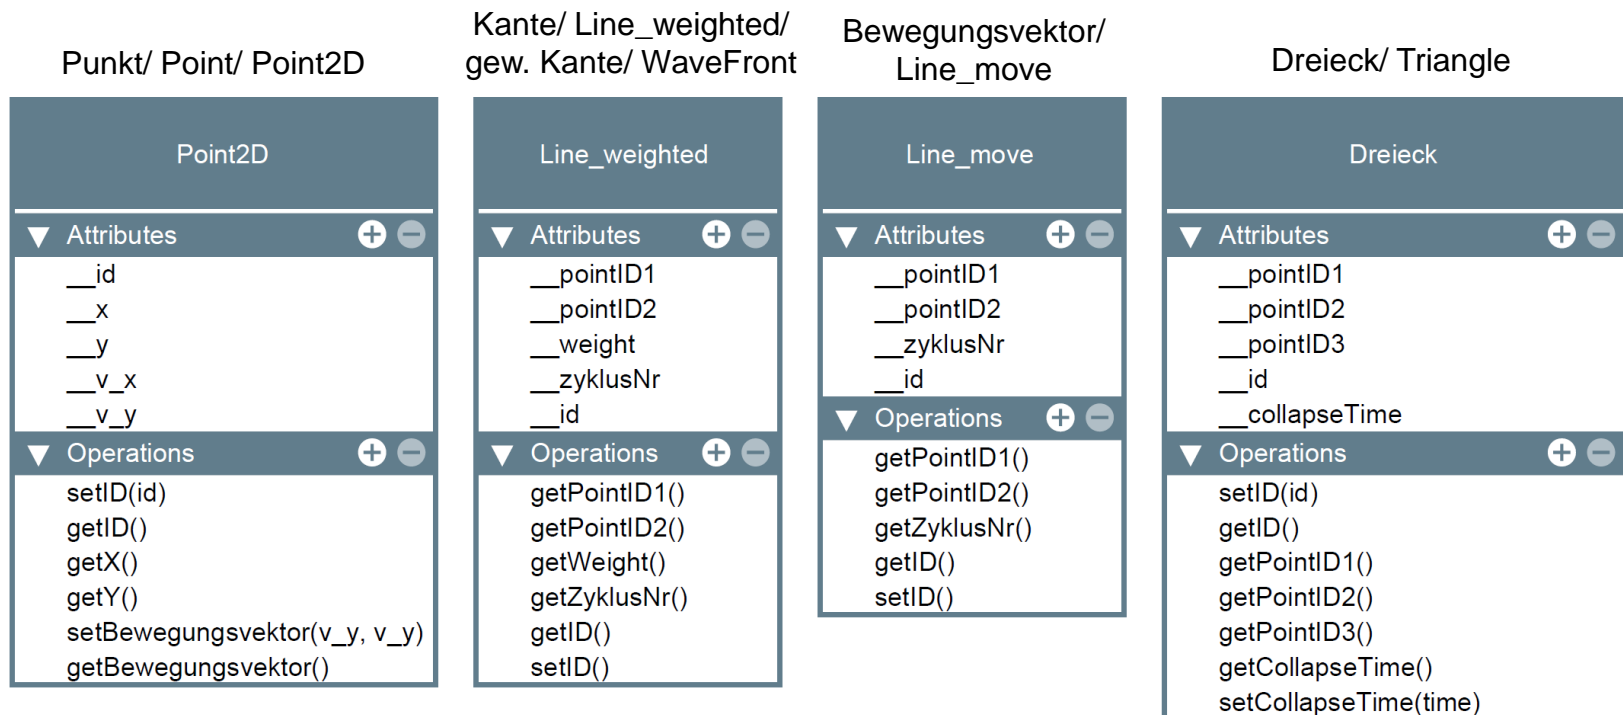 Punkt/ Point/ Point2D
Point2D
Attributes
__id
__x
__y
__v_x
__v_y
Operations
setID(id)
getID()
getX()
getY()
setBewegungsvektor(v_y, v_y)
getBewegungsvektor()
Kante/ Line_weighted/
gew. Kante/ WaveFront
Line_weighted
Attributes
__pointID1
__pointID2
__weight
__zyklusNr
__id
Operations
getPointID1()
getPointID2()
getWeight()
getZyklusNr()
getID()
setID()
Bewegungsvektor/
Line_move
Line_move
Attributes
__pointID1
__pointID2
__zyklusNr
__id
Operations
getPointID1()
getPointID2()
getZyklusNr()
getID()
setID()
Dreieck/ Triangle
Dreieck
Attributes
__pointID1
__pointID2
__pointID3
__id
__collapseTime
Operations
setID(id)
getID()
getPointID1()
getPointID2()
getPointID3()
getCollapseTime()
setCollapseTime(time)